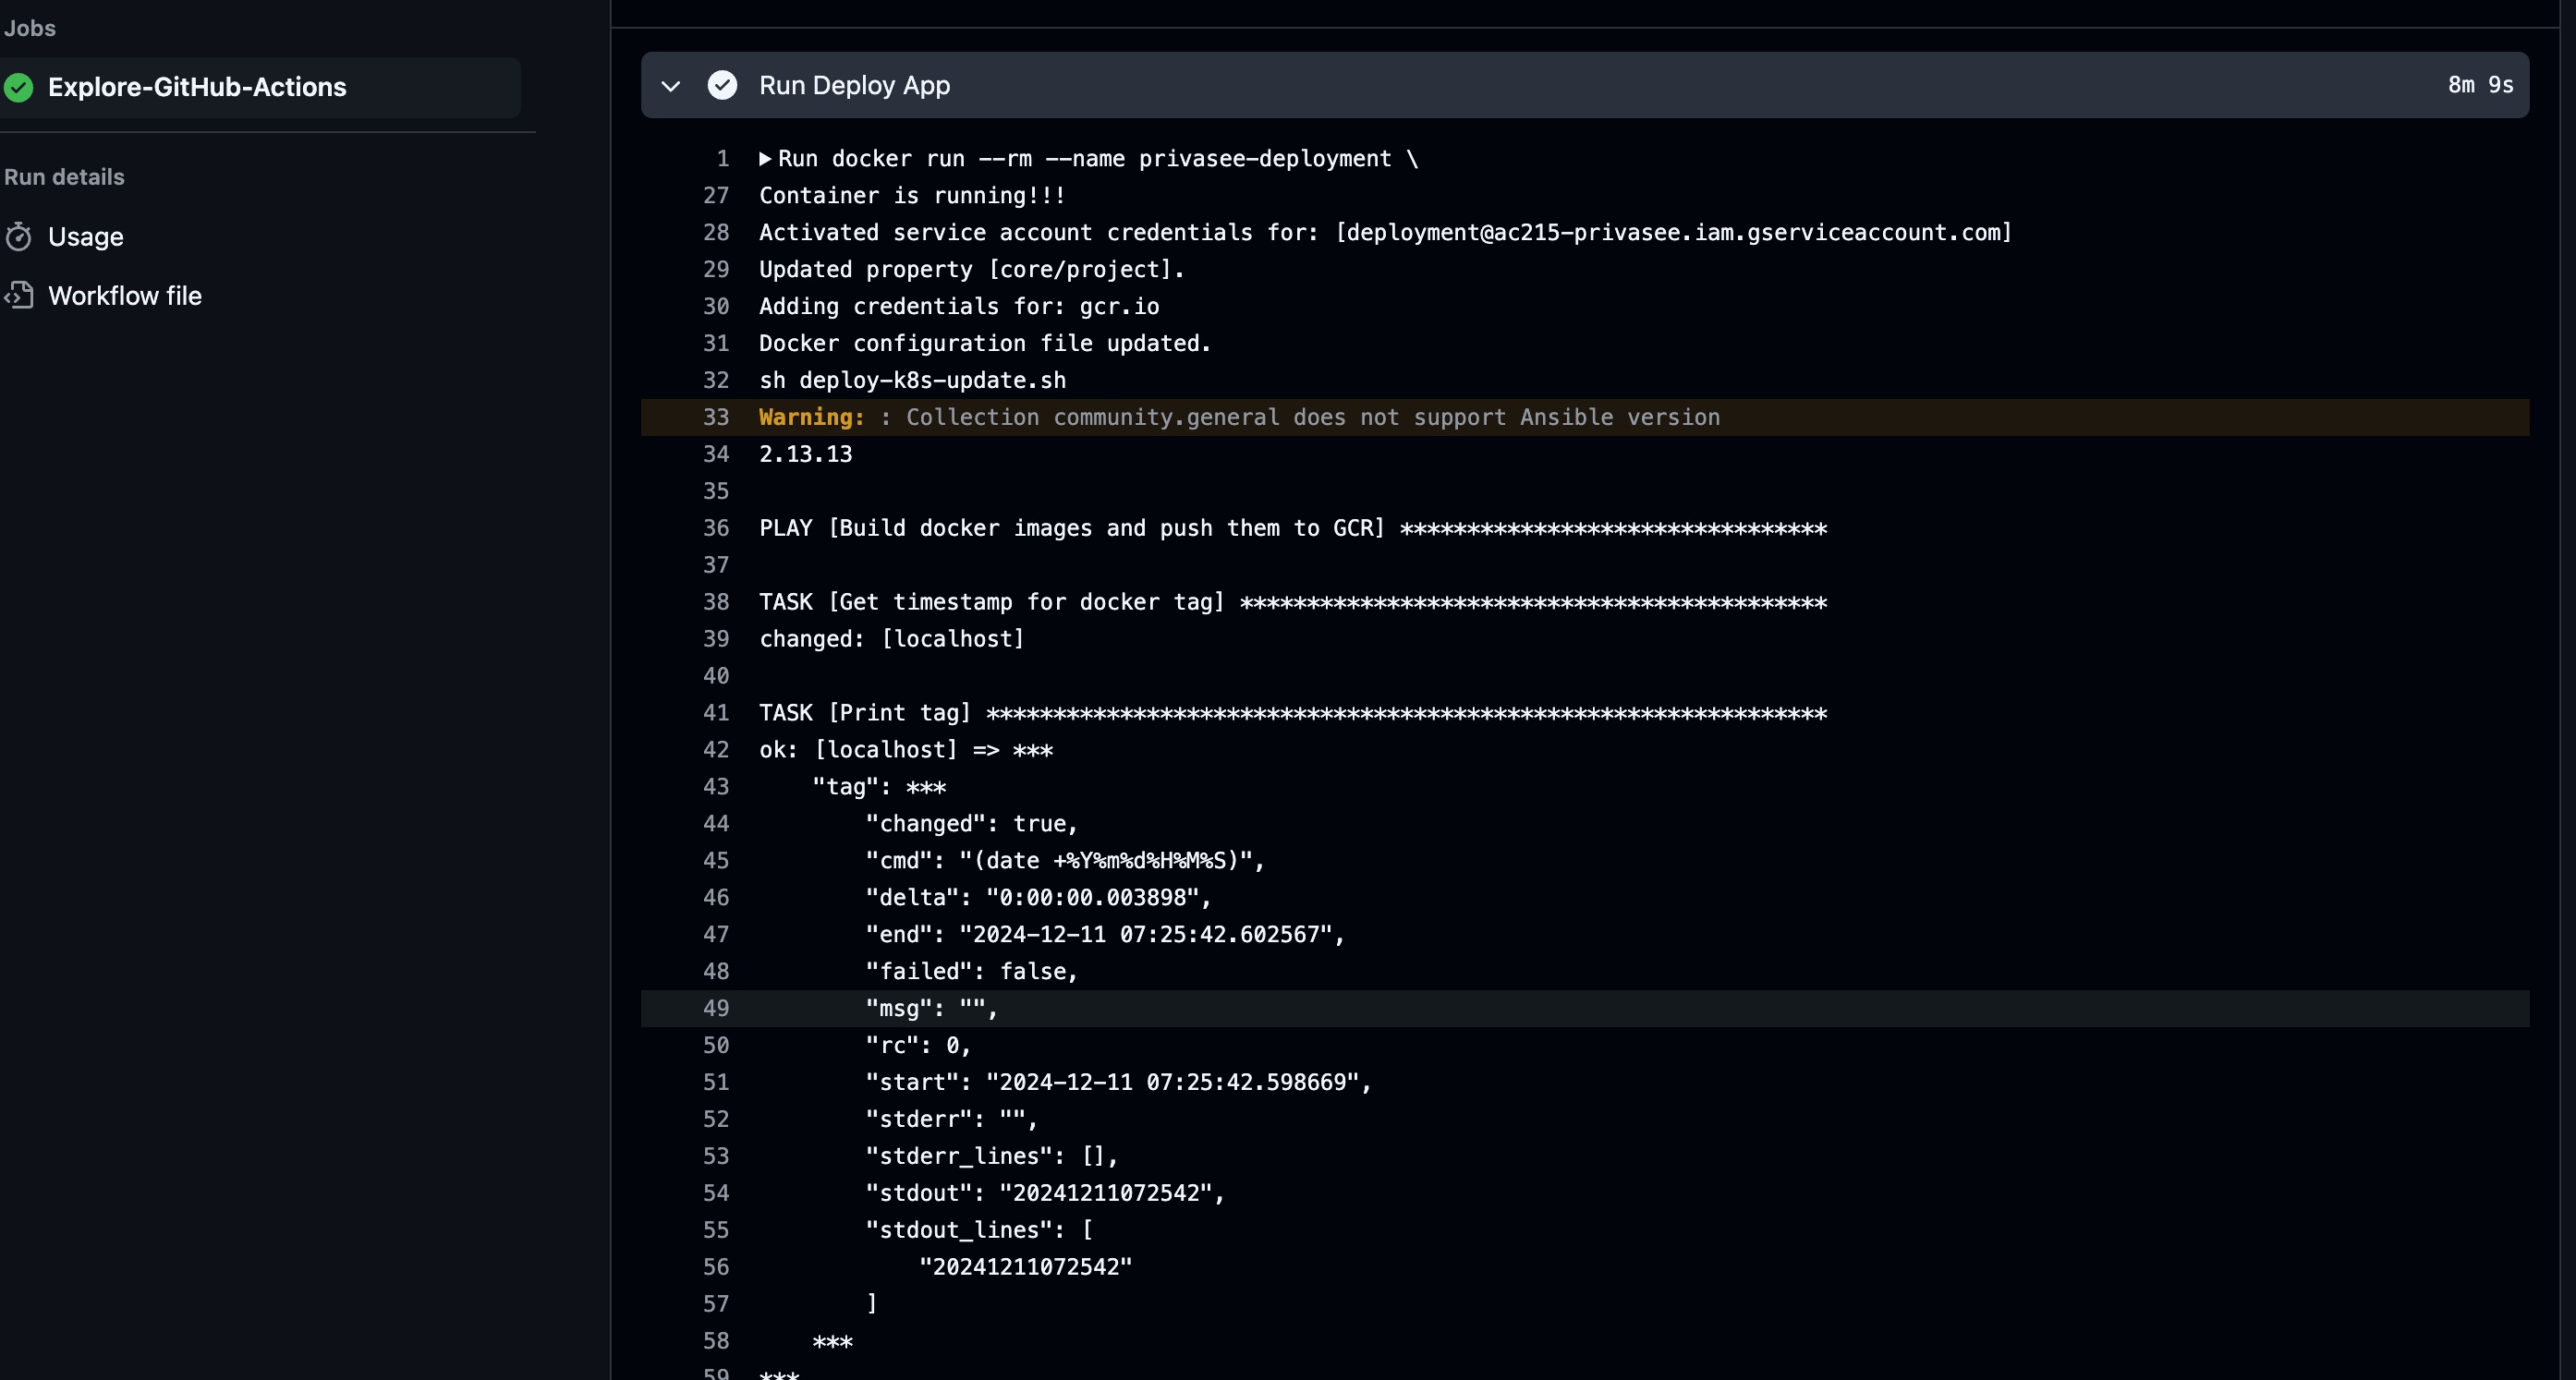 Jobs
Explore-GitHub-Actions
Run details
Usage
Workflow file
Run Deploy App
8m 9s
1 Run docker run --rm --name privasee-deployment \
27 Container is running!!!
28 Activated service account credentials for: [deployment@ac215-privasee.iam.gserviceaccount.com]
29 Updated property [core/project].
30 Adding credentials for: gcr.io
31 Docker configuration file updated.
32 sh deploy-k8s-update.sh
33 Warning: : Collection community.general does not support Ansible version
34 2.13.13
35
36 PLAY [Build docker images and push them to GCR] ********************************
37
38 TASK [Get timestamp for docker tag] ********************************************
39 changed: [localhost]
40
41 TASK [Print tag] ***************************************************************
42 ok: [localhost] => ***
43     "tag": ***
44         "changed": true,
45         "cmd": "(date +%Y%m%d%H%M%S)",
46         "delta": "0:00:00.003898",
47         "end": "2024-12-11 07:25:42.602567",
48         "failed": false,
49         "msg": "",
50         "rc": 0,
51         "start": "2024-12-11 07:25:42.598669",
52         "stderr": "",
53         "stderr_lines": [],
54         "stdout": "20241211072542",
55         "stdout_lines": [
56             "20241211072542"
57         ]
58     ***
59 ***